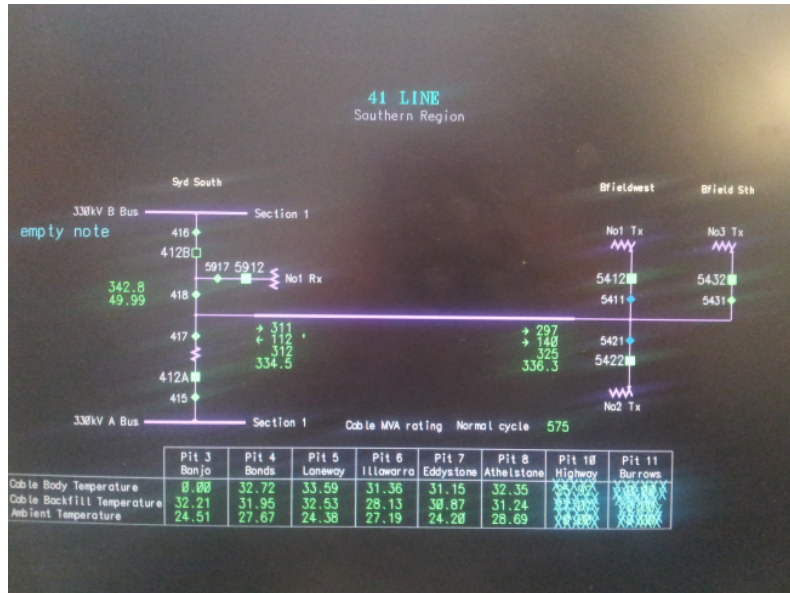 41 LINE
Southern Region
Syd South
Bfieldwest
Bfield Sth
330kV B Bus
Section 1
empty note
416
No1 Tx
No3 Tx
412B
5917 5912
No1 Rx
5412
5432
342.8
49.99
418
5411
5431
→ 311
← 112
312
334.5
→ 297
→ 140
325
336.3
417
5421
5422
412A
415
No2 Tx
330kV A Bus
Section 1
Cable MVA rating Normal cycle 575
Pit 3 Pit 4 Pit 5 Pit 6 Pit 7 Pit 8 Pit 10 Pit 11
Banjo Bonds Laneway Illawarra Eddystone Athelstane Highway Burrows
Cable Body Temperature 0.00 32.72 33.59 31.36 31.15 32.35
Cable Backfill Temperature 32.21 31.95 32.53 28.13 30.87 31.24
Ambient Temperature 24.51 27.67 24.38 27.19 24.20 28.69